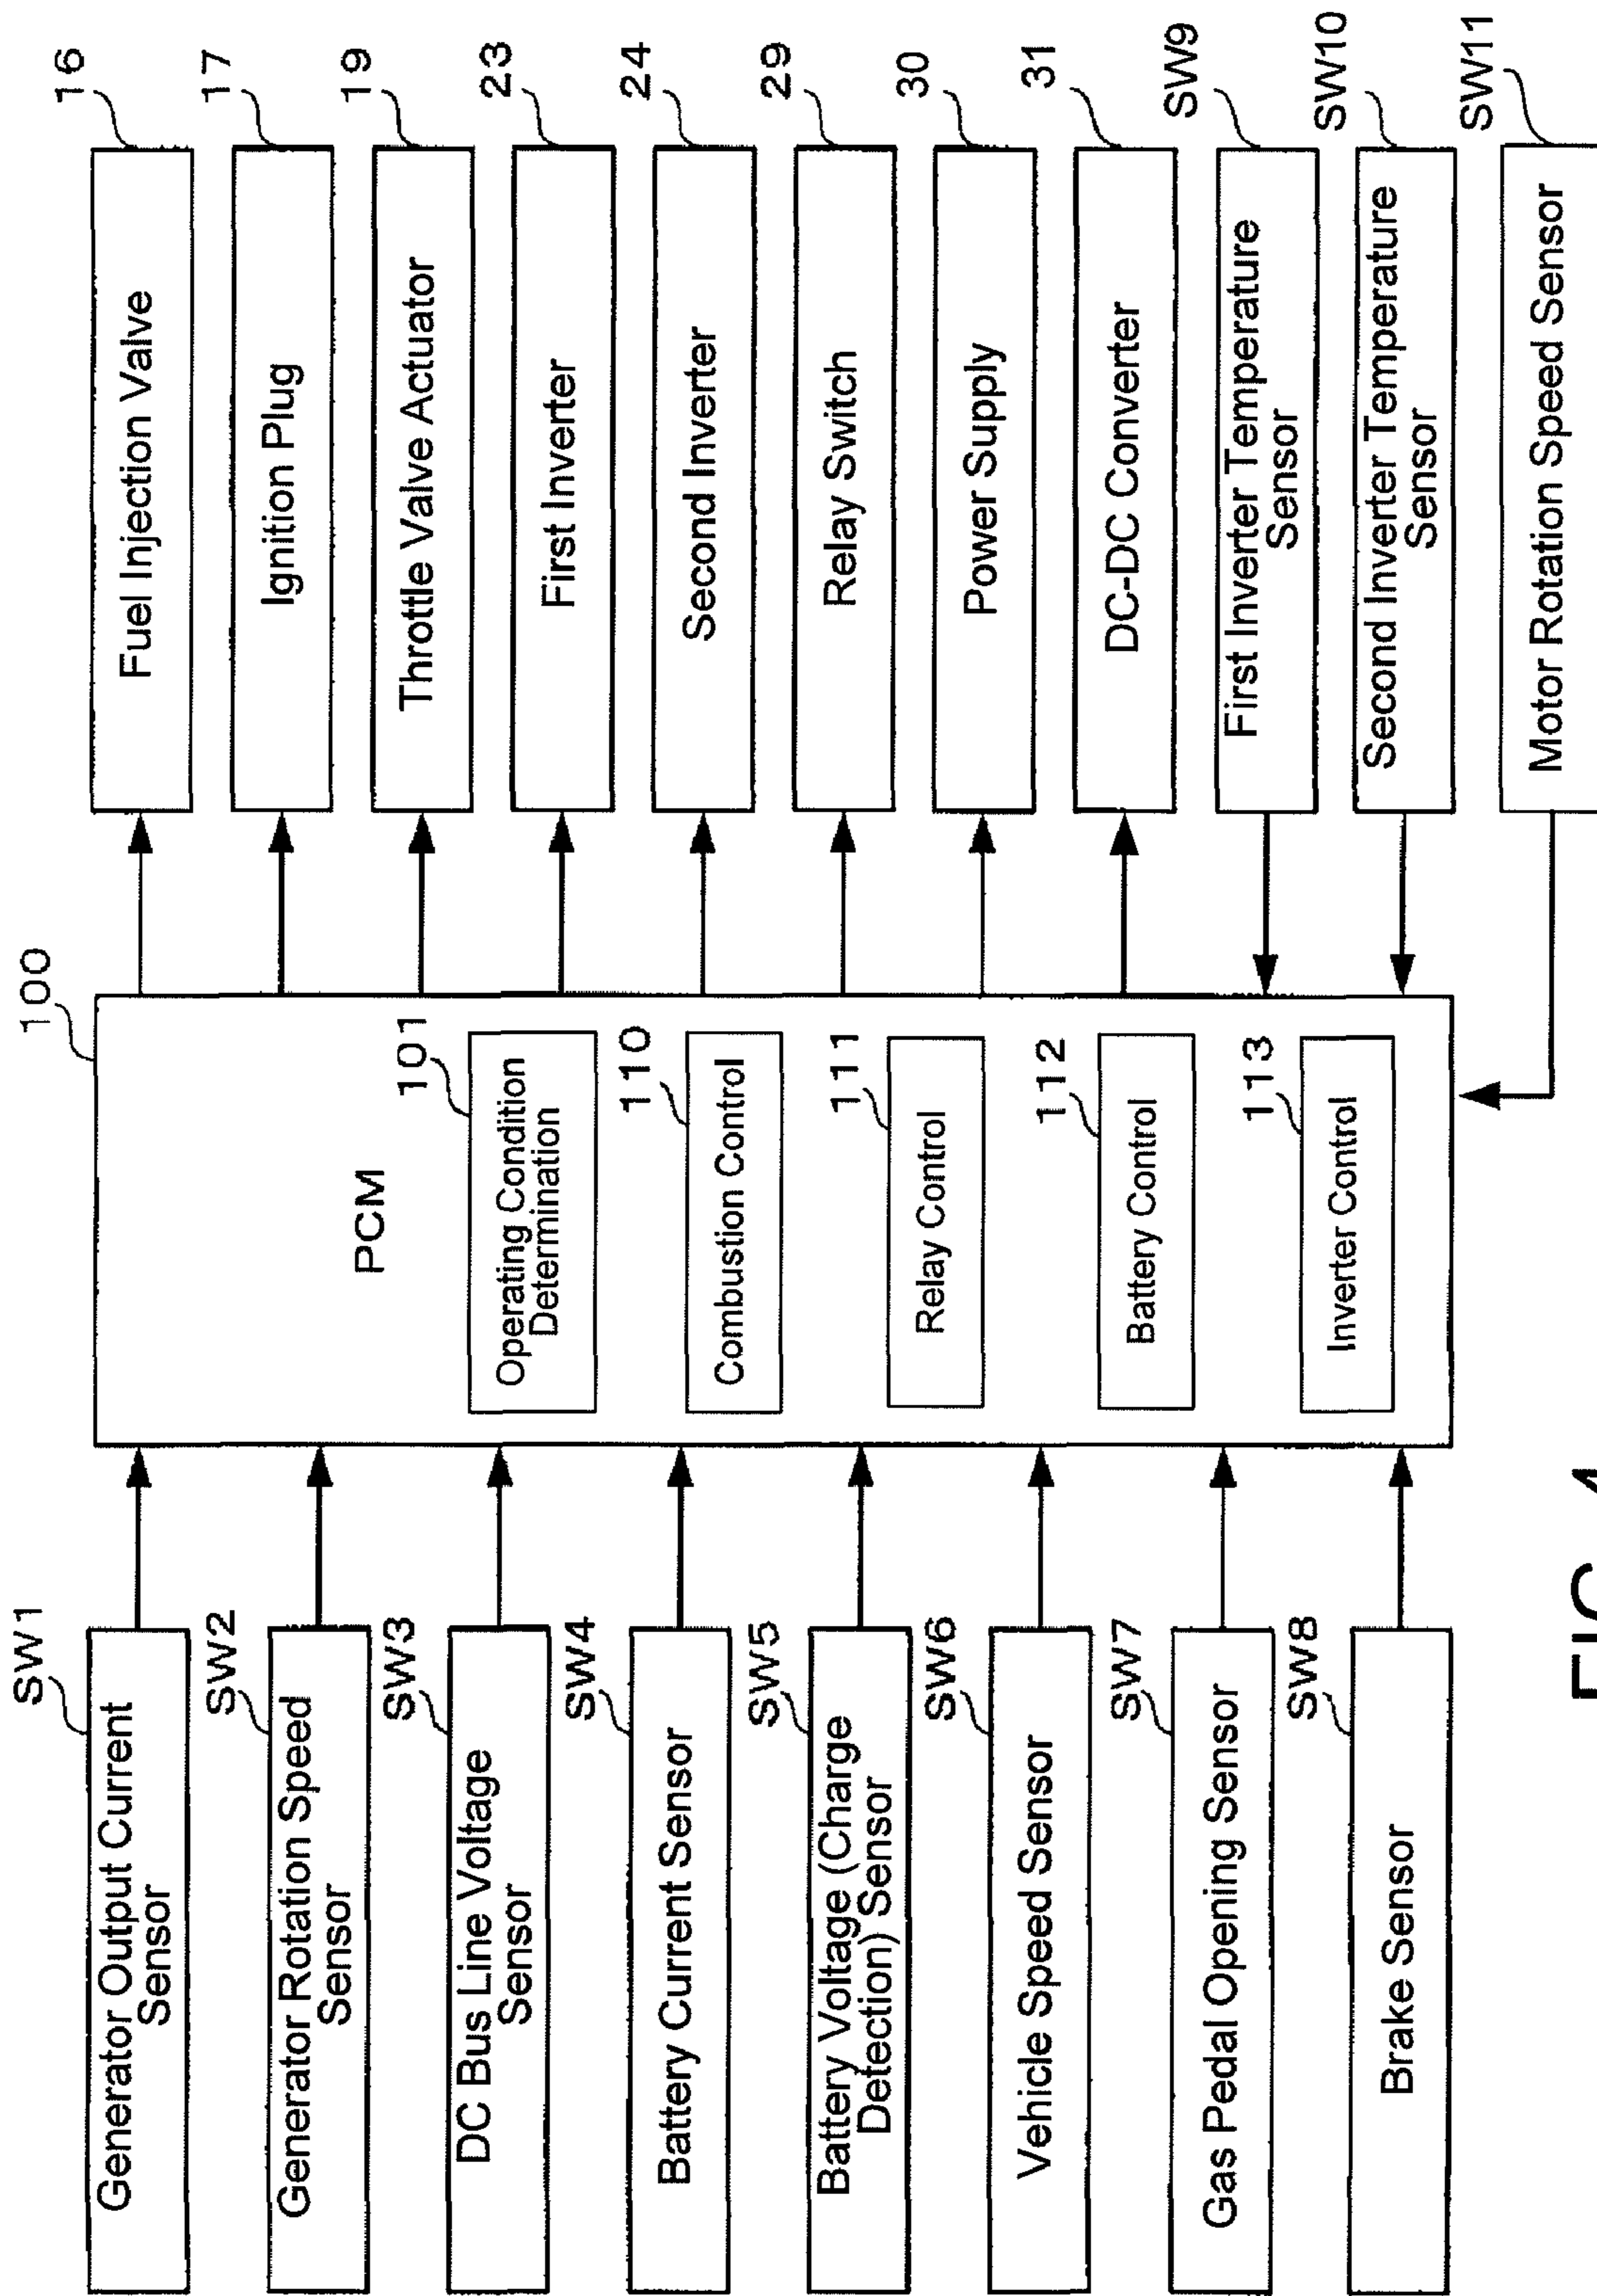 SW1
Generator Output Current
Sensor
SW2
Generator Rotation Speed
Sensor
SW3
DC Bus Line Voltage
Sensor
SW4
Battery Current Sensor
SW5
Battery Voltage (Charge
Detection) Sensor
SW6
Vehicle Speed Sensor
SW7
Gas Pedal Opening Sensor
SW8
Brake Sensor
100
PCM
101
Operating Condition
Determination
110
Combustion Control
111
Relay Control
112
Battery Control
113
Inverter Control
16
Fuel Injection Valve
17
Ignition Plug
19
Throttle Valve Actuator
23
First Inverter
24
Second Inverter
29
Relay Switch
30
Power Supply
31
DC-DC Converter
SW9
First Inverter Temperature
Sensor
SW10
Second Inverter Temperature
Sensor
SW11
Motor Rotation Speed Sensor